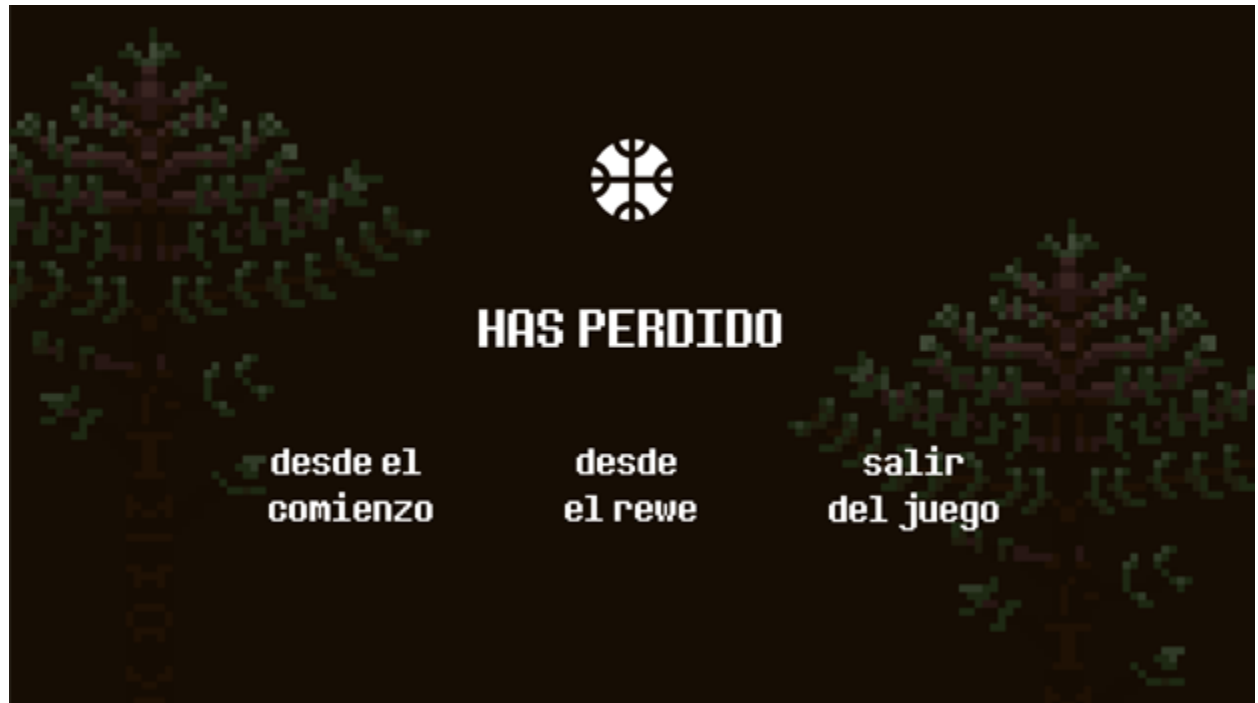 HAS PERDIDO
desde el
comienzo
desde
el rewe
salir
del juego